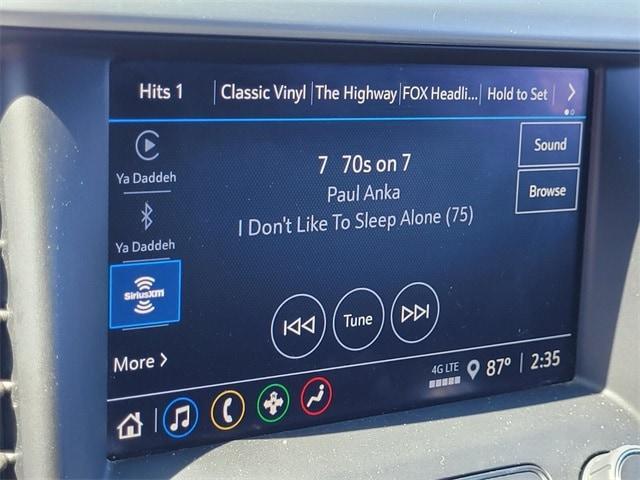 Hits 1 Classic Vinyl The Highway FOX Headli... Hold to Set
Ya Daddeh
Ya Daddeh
SiriusXM
More >
7 70s on 7
Paul Anka
I Don't Like To Sleep Alone (75)
Sound
Browse
Tune
4G LTE
87° 2:35